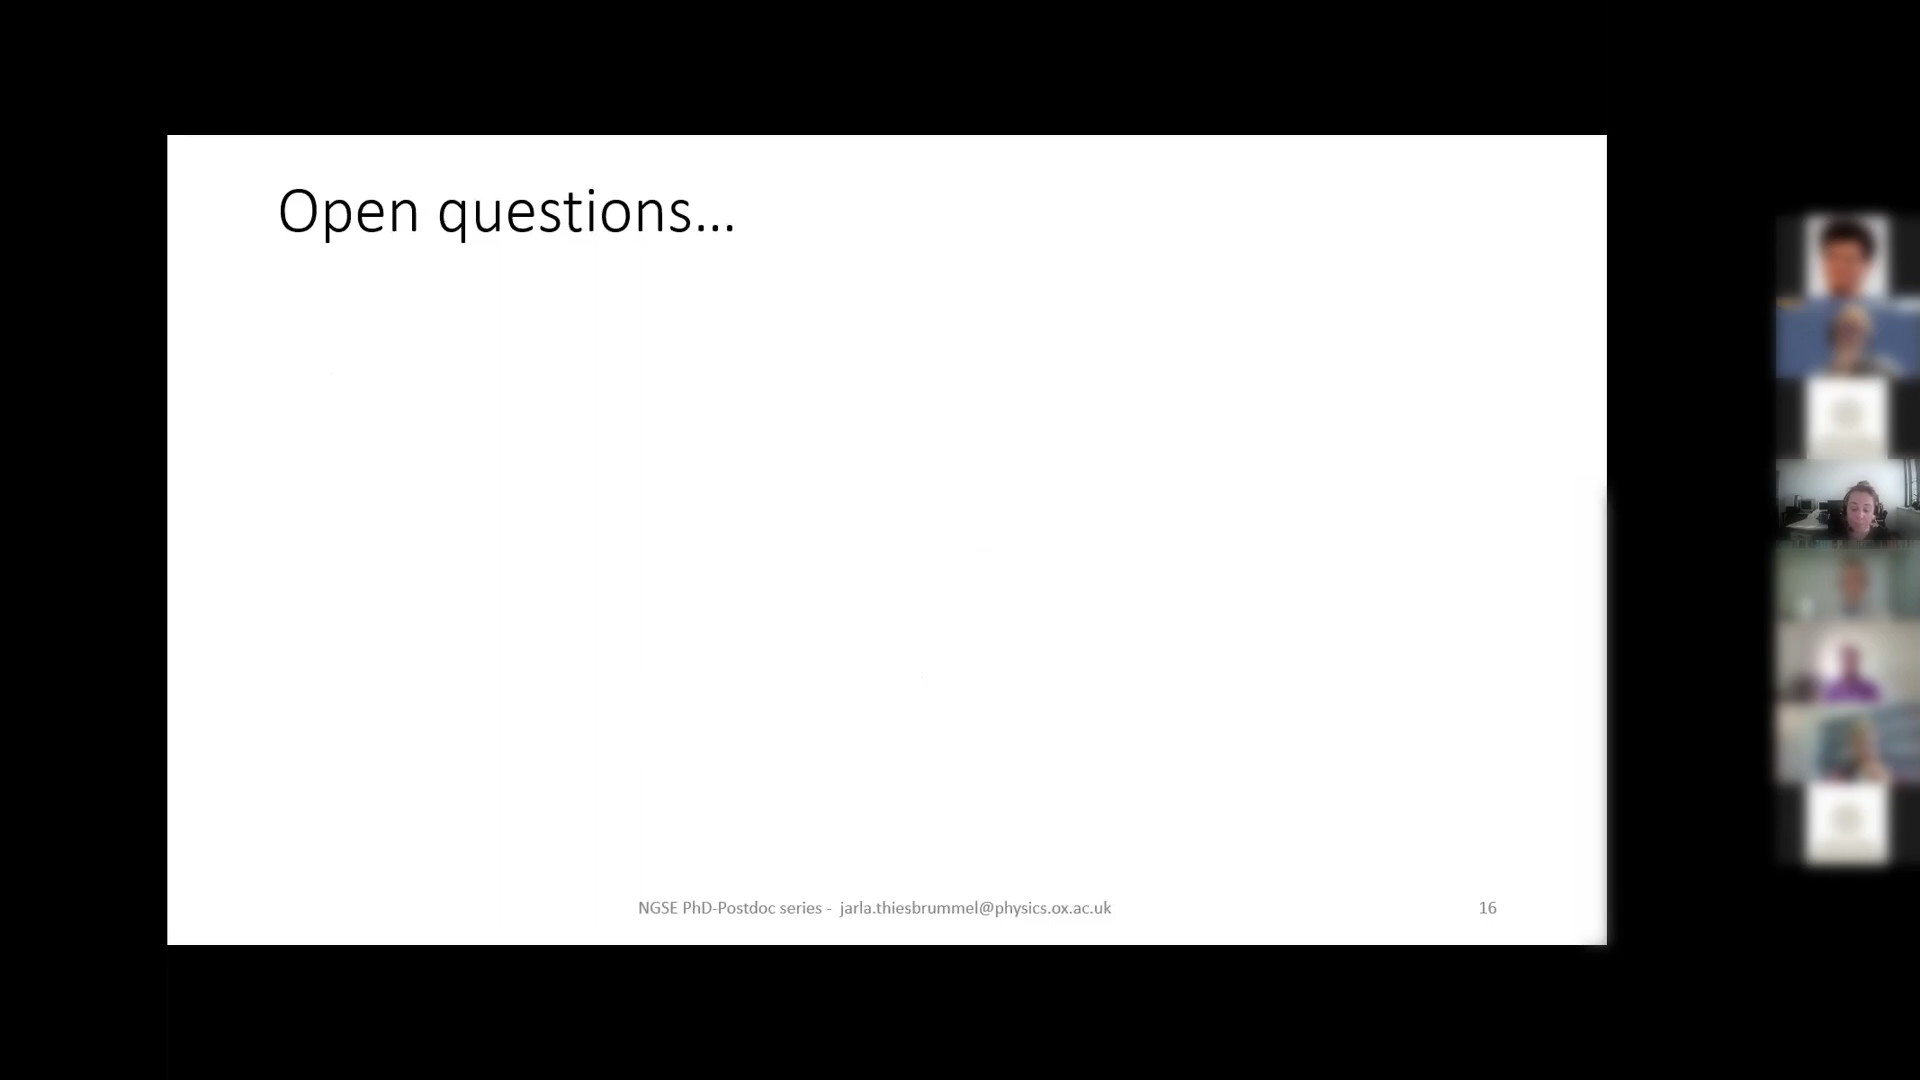 Open questions...
NGSE PhD-Postdoc series - jarla.thiesbrummel@physics.ox.ac.uk
16